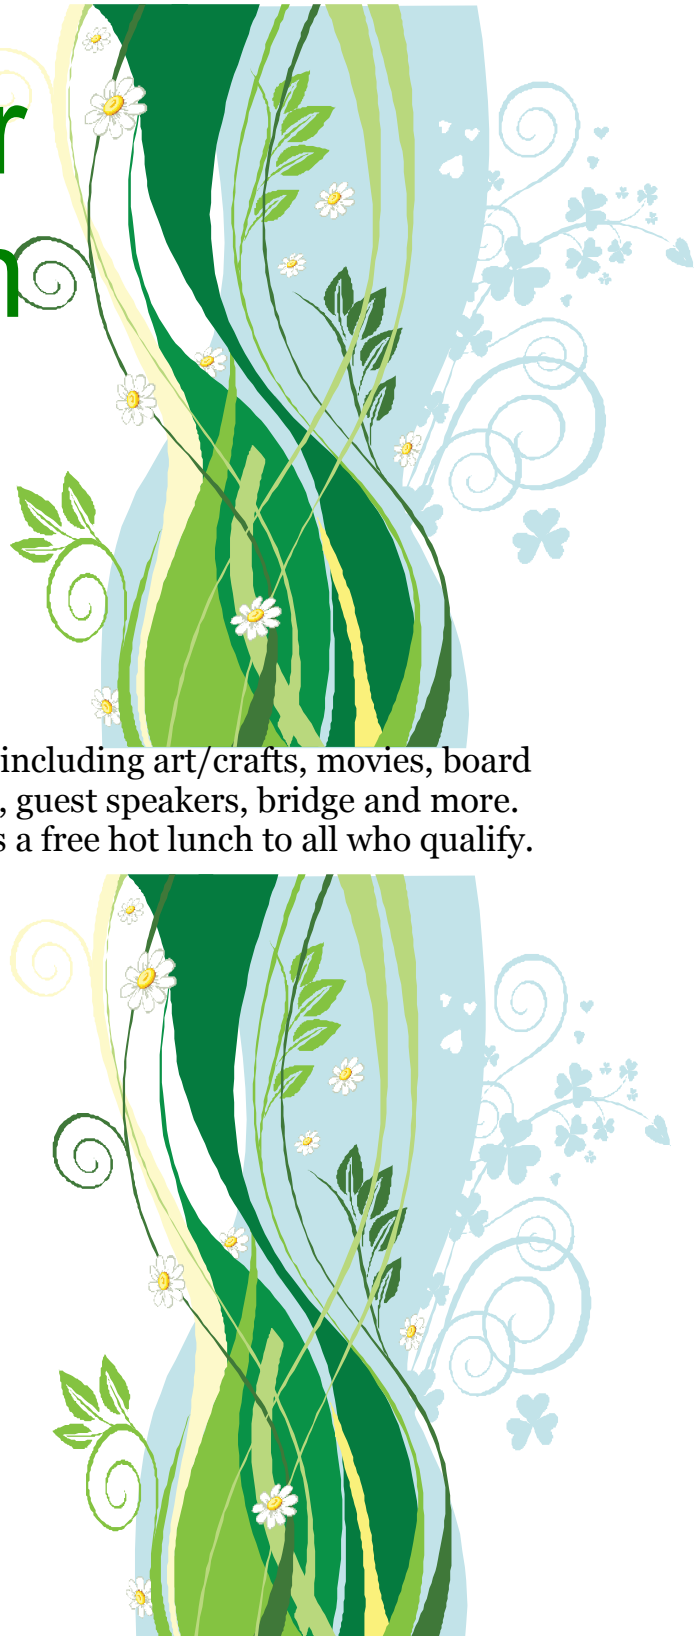 r
n
including art/crafts, movies, board
, guest speakers, bridge and more.
s a free hot lunch to all who qualify.